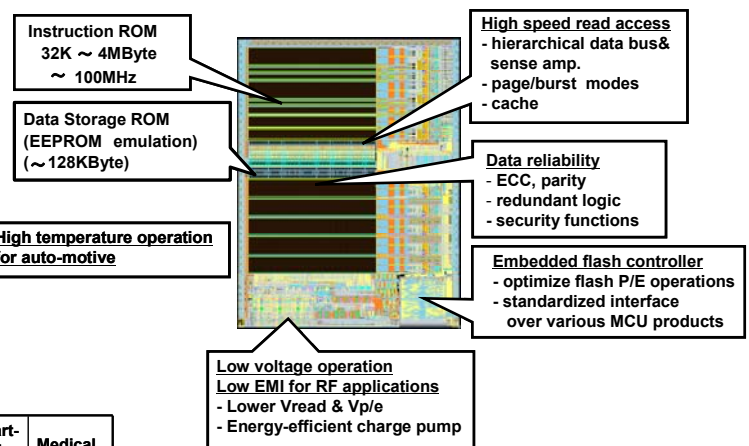 Instruction ROM
32K ～ 4MByte
～ 100MHz
Data Storage ROM
(EEPROM emulation)
(～128KByte)
High temperature operation
for auto-motive
High speed read access
- hierarchical data bus&
sense amp.
- page/burst modes
- cache
Data reliability
- ECC, parity
- redundant logic
- security functions
Embedded flash controller
- optimize flash P/E operations
- standardized interface
over various MCU products
Low voltage operation
Low EMI for RF applications
- Lower Vread & Vp/e
- Energy-efficient charge pump
Medical